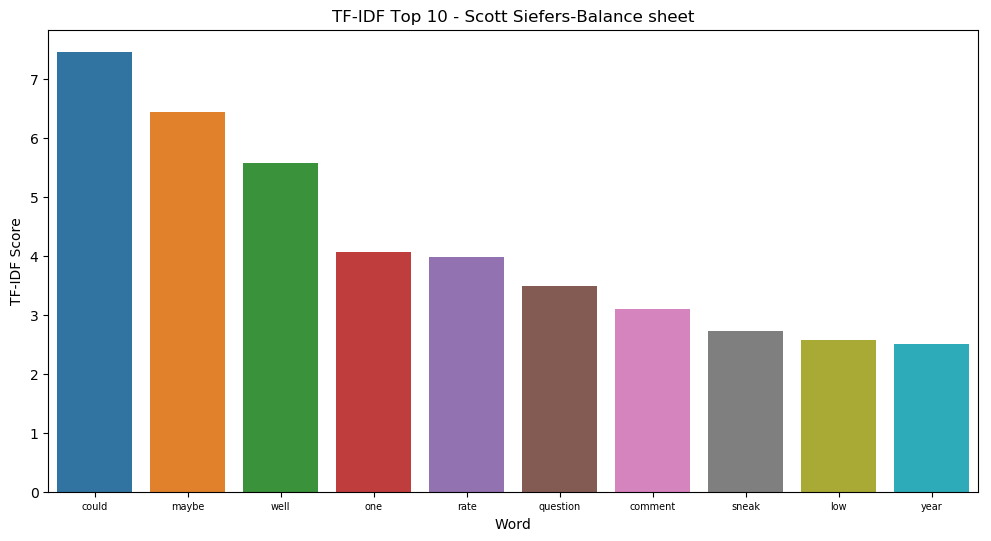 TF-IDF Top 10 - Scott Siefers-Balance sheet
TF-IDF Score
7
6
5
4
3
2
1
0
could maybe well one rate question comment sneak low year
Word